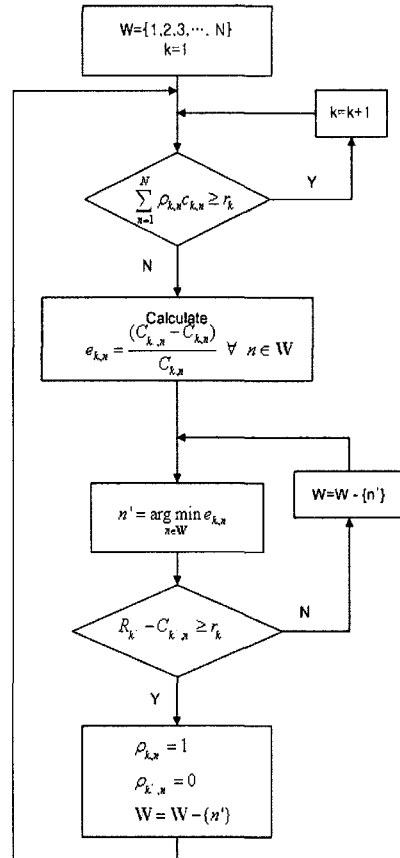 W={1,2,3,⋯, N}
k=1
k=k+1
Y
∑_{n=1}^{N} ρ_{k,n} c_{k,n} ≥ r_k
N
Calculate
e_{k,n} = (C_{k',n} − C_{k,n}) / C_{k,n} ∀ n ∈ W
W=W - {n'}
n' = arg min_{n∈W} e_{k,n}
N
R_{k'} − C_{k',n} ≥ r_k
Y
ρ_{k,n} = 1
ρ_{k',n} = 0
W = W − {n'}